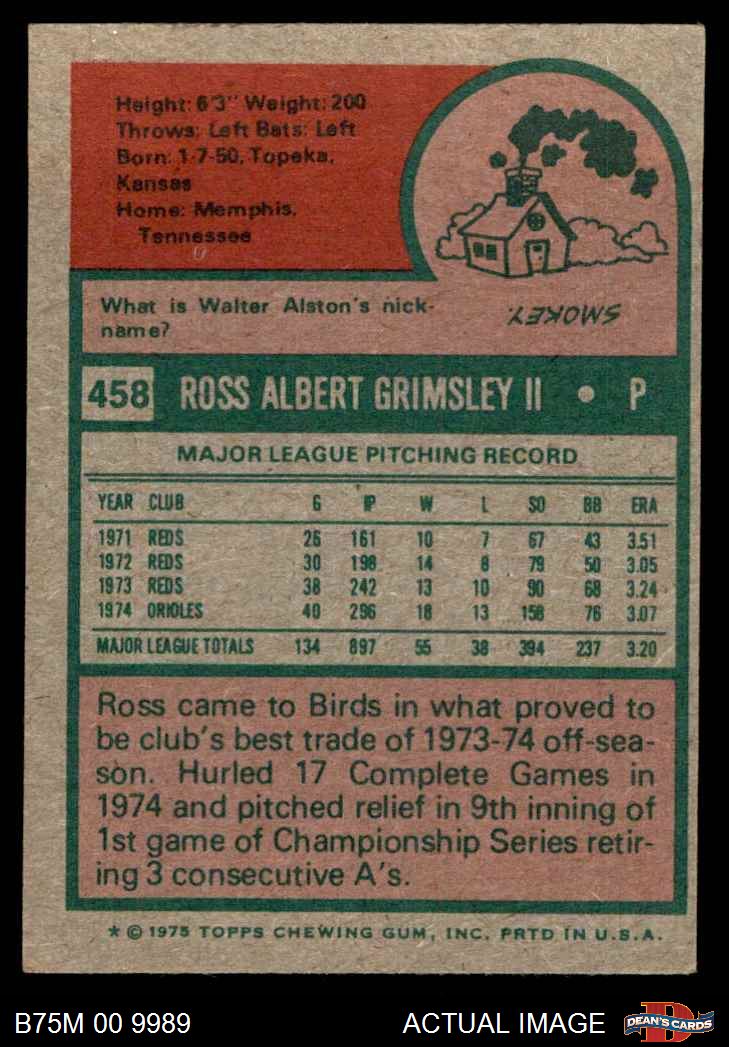 Height: 6'3" Weight: 200
Throws: Left Bats: Left
Born: 1-7-50, Topeka,
Kansas
Home: Memphis,
Tennessee
What is Walter Alston's nick-
name?
SMOKEY.
458 ROSS ALBERT GRIMSLEY II • P
MAJOR LEAGUE PITCHING RECORD
YEAR CLUB G IP W L SO BB ERA
1971 REDS 26 161 10 7 67 43 3.51
1972 REDS 30 198 14 8 79 50 3.05
1973 REDS 38 242 13 10 90 68 3.24
1974 ORIOLES 40 296 18 13 158 76 3.07
MAJOR LEAGUE TOTALS 134 897 55 38 394 237 3.20
Ross came to Birds in what proved to
be club's best trade of 1973-74 off-sea-
son. Hurled 17 Complete Games in
1974 and pitched relief in 9th inning of
1st game of Championship Series retir-
ing 3 consecutive A's.
* © 1975 TOPPS CHEWING GUM, INC. PRTD IN U.S.A.
B75M 00 9989 ACTUAL IMAGE D DEAN'S CARDS